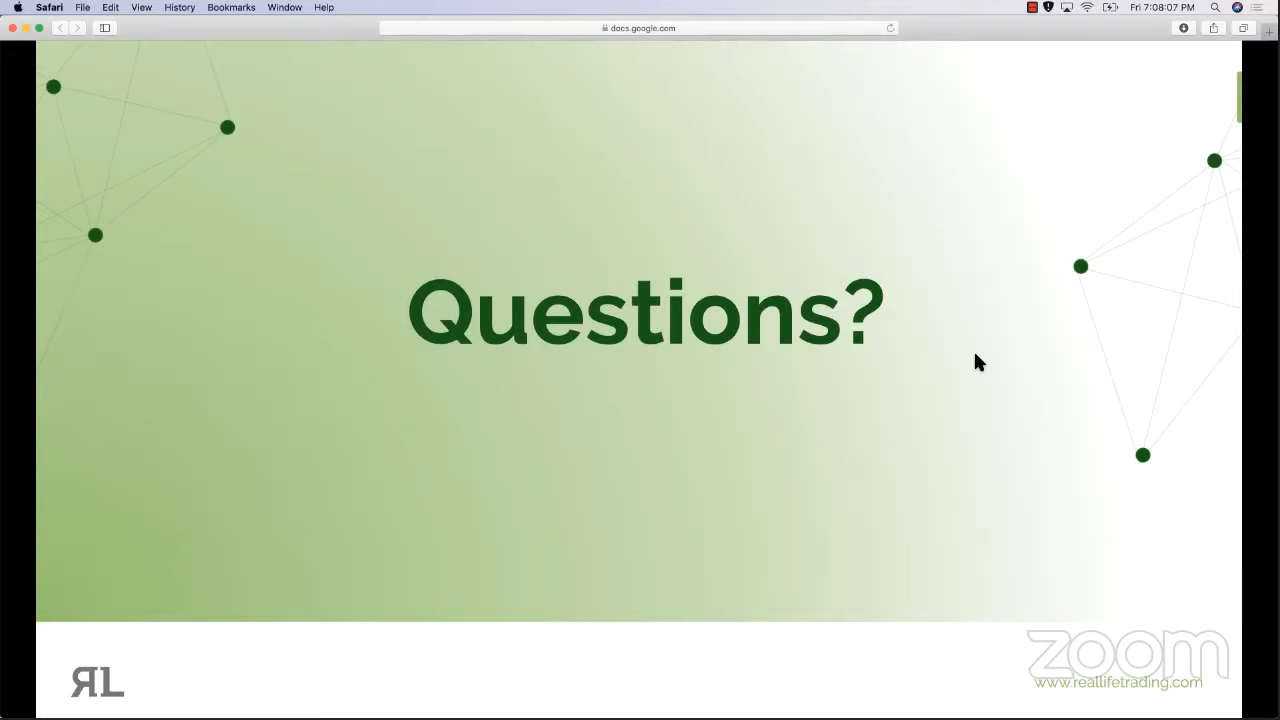 Safari File Edit View History Bookmarks Window Help Fri 7:08:07 PM
docs.google.com
Questions?
zoom
RL
www.reallifetrading.com